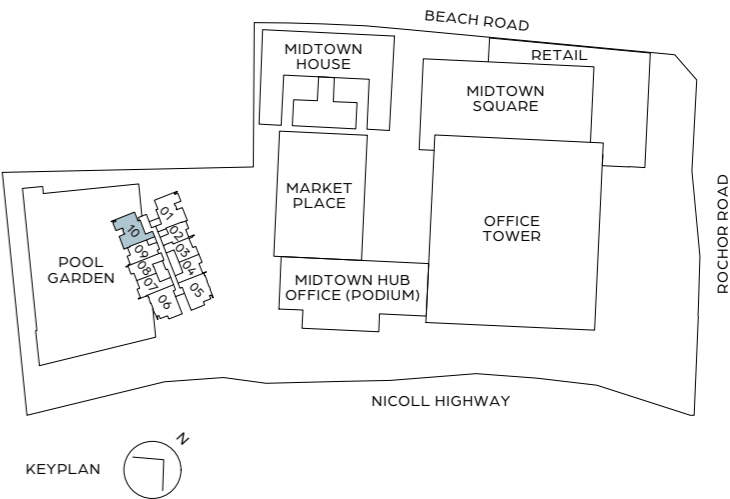 BEACH ROAD
MIDTOWN
HOUSE
RETAIL
MIDTOWN
SQUARE
MARKET
PLACE
OFFICE
TOWER
ROCHOR ROAD
01
02
03
04
05
10
09
08
07
06
POOL
GARDEN
MIDTOWN HUB
OFFICE (PODIUM)
NICOLL HIGHWAY
N
KEYPLAN